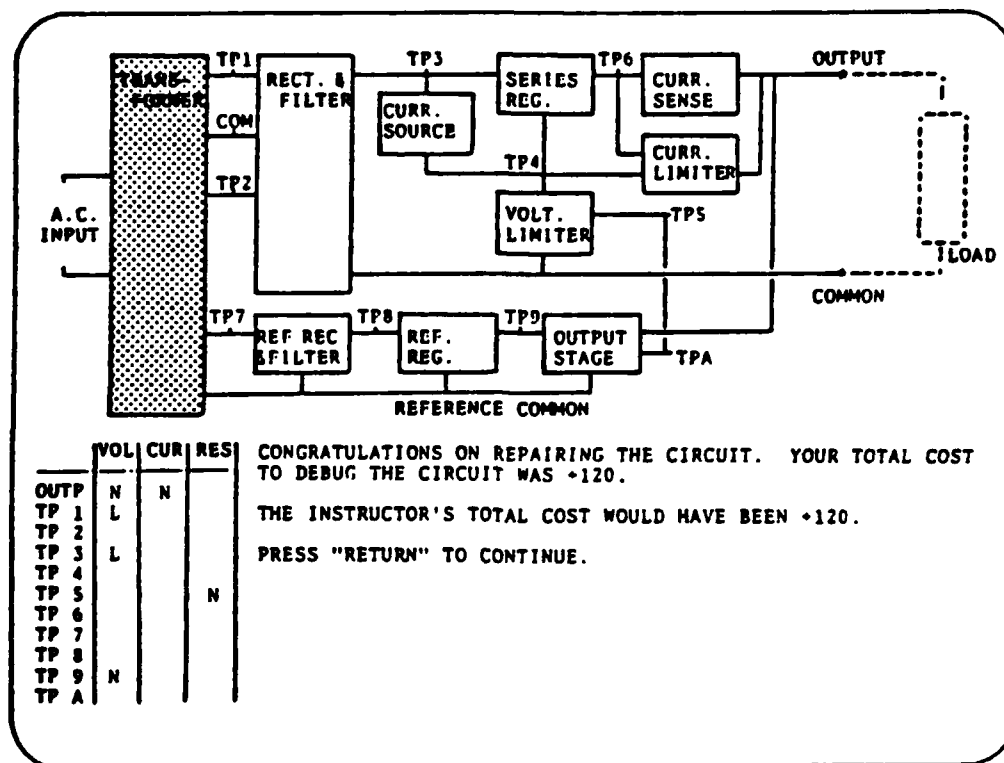 TP1
TP3
TP6
OUTPUT
TRANS-
FORMER
RECT. &
FILTER
SERIES
REG.
CURR.
SENSE
COM
CURR.
SOURCE
TP4
CURR.
LIMITER
TP2
A.C.
INPUT
VOLT.
LIMITER
TP5
LOAD
COMMON
TP7
TP8
TP9
REF REC
&FILTER
REF.
REG.
OUTPUT
STAGE
TPA
REFERENCE COMMON
VOL CUR RES
OUTP N N
TP 1 L
TP 2
TP 3 L
TP 4
TP 5 N
TP 6
TP 7
TP 8
TP 9 N
TP A
CONGRATULATIONS ON REPAIRING THE CIRCUIT. YOUR TOTAL COST
TO DEBUG THE CIRCUIT WAS +120.
THE INSTRUCTOR'S TOTAL COST WOULD HAVE BEEN +120.
PRESS "RETURN" TO CONTINUE.